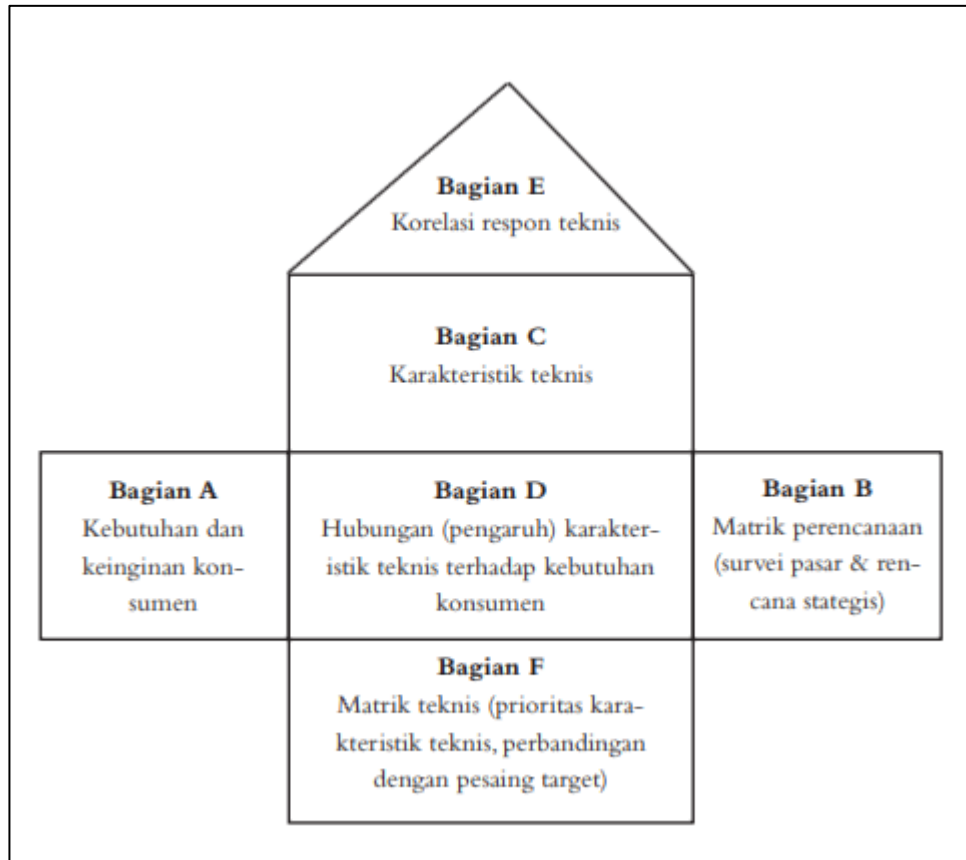 Bagian E
Korelasi respon teknis
Bagian C
Karakteristik teknis
Bagian A
Kebutuhan dan
keinginan kon-
sumen
Bagian D
Hubungan (pengaruh) karakter-
istik teknis terhadap kebutuhan
konsumen
Bagian B
Matrik perencanaan
(survei pasar & ren-
cana stategis)
Bagian F
Matrik teknis (prioritas kara-
kteristik teknis, perbandingan
dengan pesaing target)